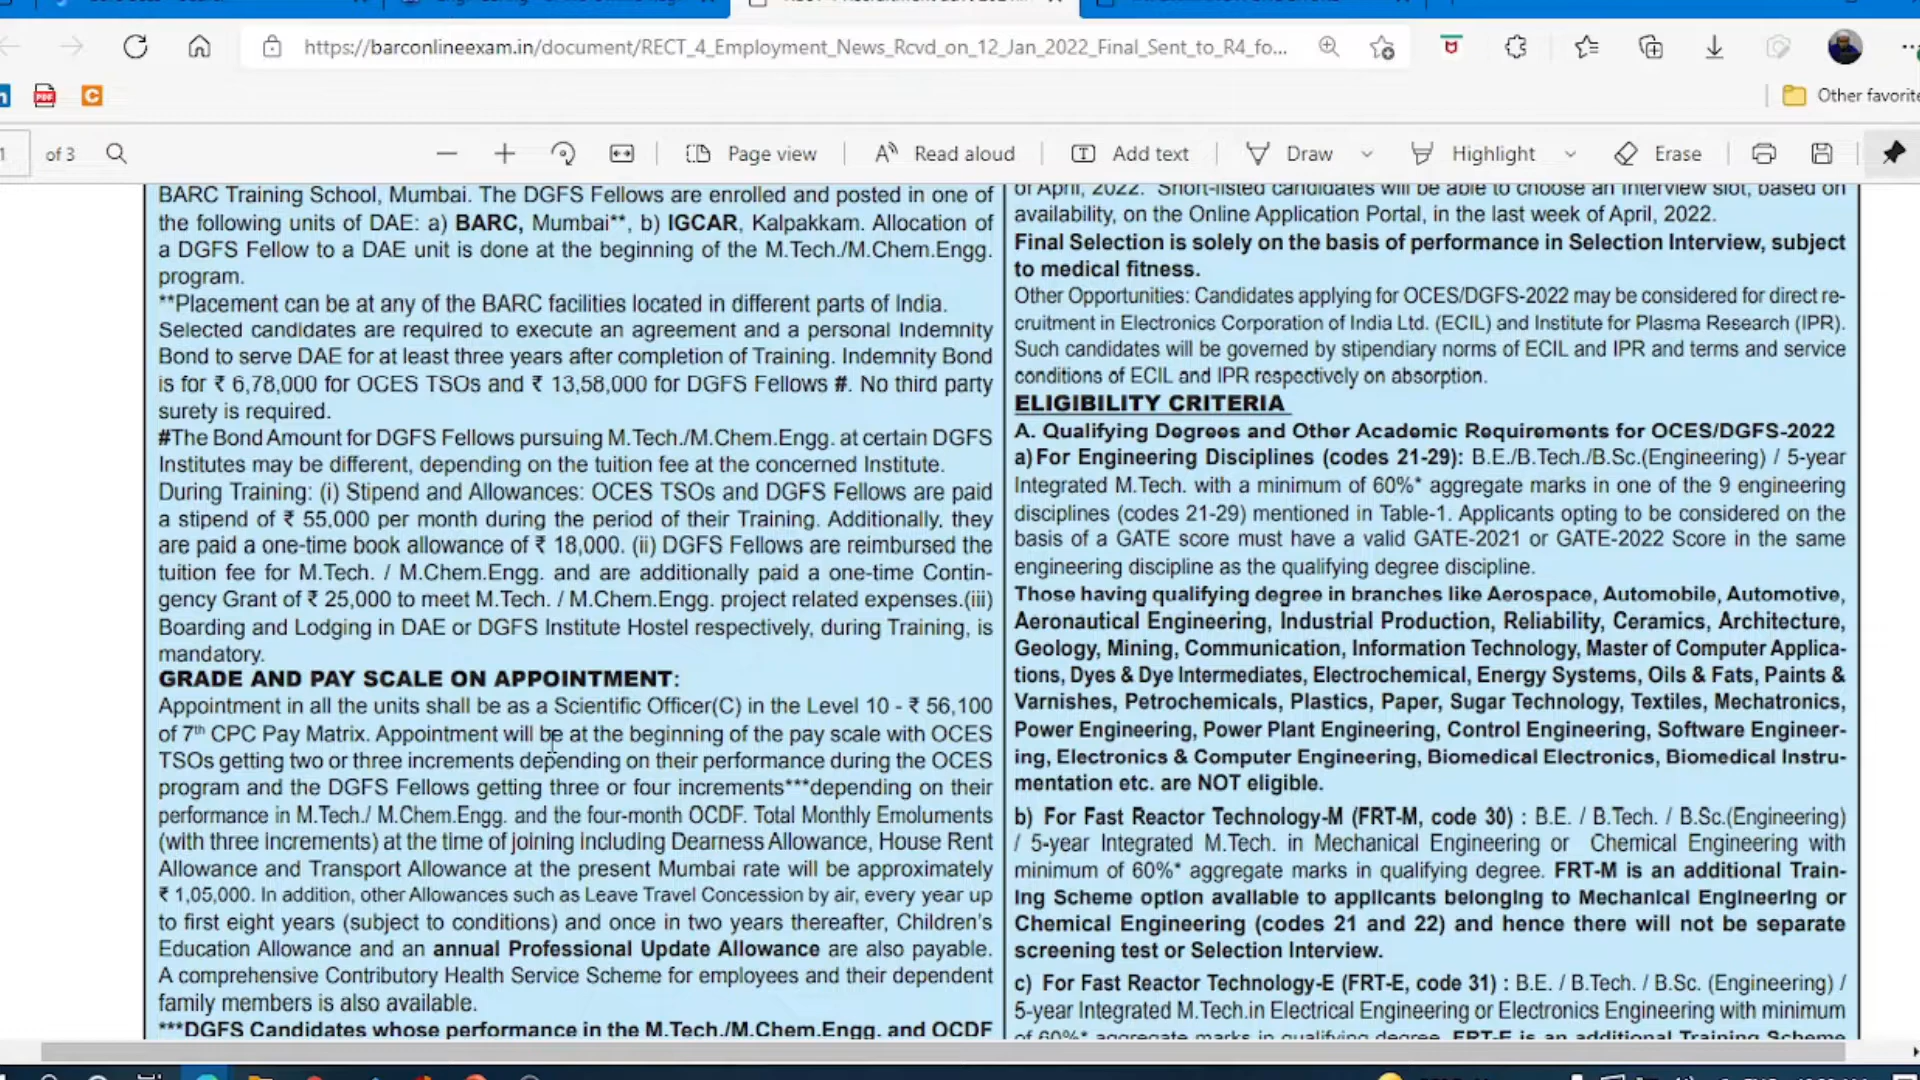 https://barconlineexam.in/document/RECT_4_Employment_News_Rcvd_on_12_Jan_2022_Final_Sent_to_R4_fo...
PDF
C
Other favorite
1 of 3
Page view
Read aloud
Add text
Draw
Highlight
Erase
BARC Training School, Mumbai. The DGFS Fellows are enrolled and posted in one of
the following units of DAE: a) BARC, Mumbai**, b) IGCAR, Kalpakkam. Allocation of
a DGFS Fellow to a DAE unit is done at the beginning of the M.Tech./M.Chem.Engg.
program.
**Placement can be at any of the BARC facilities located in different parts of India.
Selected candidates are required to execute an agreement and a personal Indemnity
Bond to serve DAE for at least three years after completion of Training. Indemnity Bond
is for ₹ 6,78,000 for OCES TSOs and ₹ 13,58,000 for DGFS Fellows #. No third party
surety is required.
#The Bond Amount for DGFS Fellows pursuing M.Tech./M.Chem.Engg. at certain DGFS
Institutes may be different, depending on the tuition fee at the concerned Institute.
During Training: (i) Stipend and Allowances: OCES TSOs and DGFS Fellows are paid
a stipend of ₹ 55,000 per month during the period of their Training. Additionally, they
are paid a one-time book allowance of ₹ 18,000. (ii) DGFS Fellows are reimbursed the
tuition fee for M.Tech. / M.Chem.Engg. and are additionally paid a one-time Contin-
gency Grant of ₹ 25,000 to meet M.Tech. / M.Chem.Engg. project related expenses.(iii)
Boarding and Lodging in DAE or DGFS Institute Hostel respectively, during Training, is
mandatory.
GRADE AND PAY SCALE ON APPOINTMENT:
Appointment in all the units shall be as a Scientific Officer(C) in the Level 10 - ₹ 56,100
of 7th CPC Pay Matrix. Appointment will be at the beginning of the pay scale with OCES
TSOs getting two or three increments depending on their performance during the OCES
program and the DGFS Fellows getting three or four increments***depending on their
performance in M.Tech./ M.Chem.Engg. and the four-month OCDF. Total Monthly Emoluments
(with three increments) at the time of joining including Dearness Allowance, House Rent
Allowance and Transport Allowance at the present Mumbai rate will be approximately
₹ 1,05,000. In addition, other Allowances such as Leave Travel Concession by air, every year up
to first eight years (subject to conditions) and once in two years thereafter, Children's
Education Allowance and an annual Professional Update Allowance are also payable.
A comprehensive Contributory Health Service Scheme for employees and their dependent
family members is also available.
***DGFS Candidates whose performance in the M.Tech./M.Chem.Engg. and OCDF
of April, 2022. Short-listed candidates will be able to choose an Interview slot, based on
availability, on the Online Application Portal, in the last week of April, 2022.
Final Selection is solely on the basis of performance in Selection Interview, subject
to medical fitness.
Other Opportunities: Candidates applying for OCES/DGFS-2022 may be considered for direct re-
cruitment in Electronics Corporation of India Ltd. (ECIL) and Institute for Plasma Research (IPR).
Such candidates will be governed by stipendiary norms of ECIL and IPR and terms and service
conditions of ECIL and IPR respectively on absorption.
ELIGIBILITY CRITERIA
A. Qualifying Degrees and Other Academic Requirements for OCES/DGFS-2022
a) For Engineering Disciplines (codes 21-29): B.E./B.Tech./B.Sc.(Engineering) / 5-year
Integrated M.Tech. with a minimum of 60%* aggregate marks in one of the 9 engineering
disciplines (codes 21-29) mentioned in Table-1. Applicants opting to be considered on the
basis of a GATE score must have a valid GATE-2021 or GATE-2022 Score in the same
engineering discipline as the qualifying degree discipline.
Those having qualifying degree in branches like Aerospace, Automobile, Automotive,
Aeronautical Engineering, Industrial Production, Reliability, Ceramics, Architecture,
Geology, Mining, Communication, Information Technology, Master of Computer Applica-
tions, Dyes & Dye Intermediates, Electrochemical, Energy Systems, Oils & Fats, Paints &
Varnishes, Petrochemicals, Plastics, Paper, Sugar Technology, Textiles, Mechatronics,
Power Engineering, Power Plant Engineering, Control Engineering, Software Engineer-
ing, Electronics & Computer Engineering, Biomedical Electronics, Biomedical Instru-
mentation etc. are NOT eligible.
b) For Fast Reactor Technology-M (FRT-M, code 30) : B.E. / B.Tech. / B.Sc.(Engineering)
/ 5-year Integrated M.Tech. in Mechanical Engineering or Chemical Engineering with
minimum of 60%* aggregate marks in qualifying degree. FRT-M is an additional Train-
ing Scheme option available to applicants belonging to Mechanical Engineering or
Chemical Engineering (codes 21 and 22) and hence there will not be separate
screening test or Selection Interview.
c) For Fast Reactor Technology-E (FRT-E, code 31) : B.E. / B.Tech. / B.Sc. (Engineering) /
5-year Integrated M.Tech.in Electrical Engineering or Electronics Engineering with minimum
of 60%* aggregate marks in qualifying degree. FRT-E is an additional Training Scheme